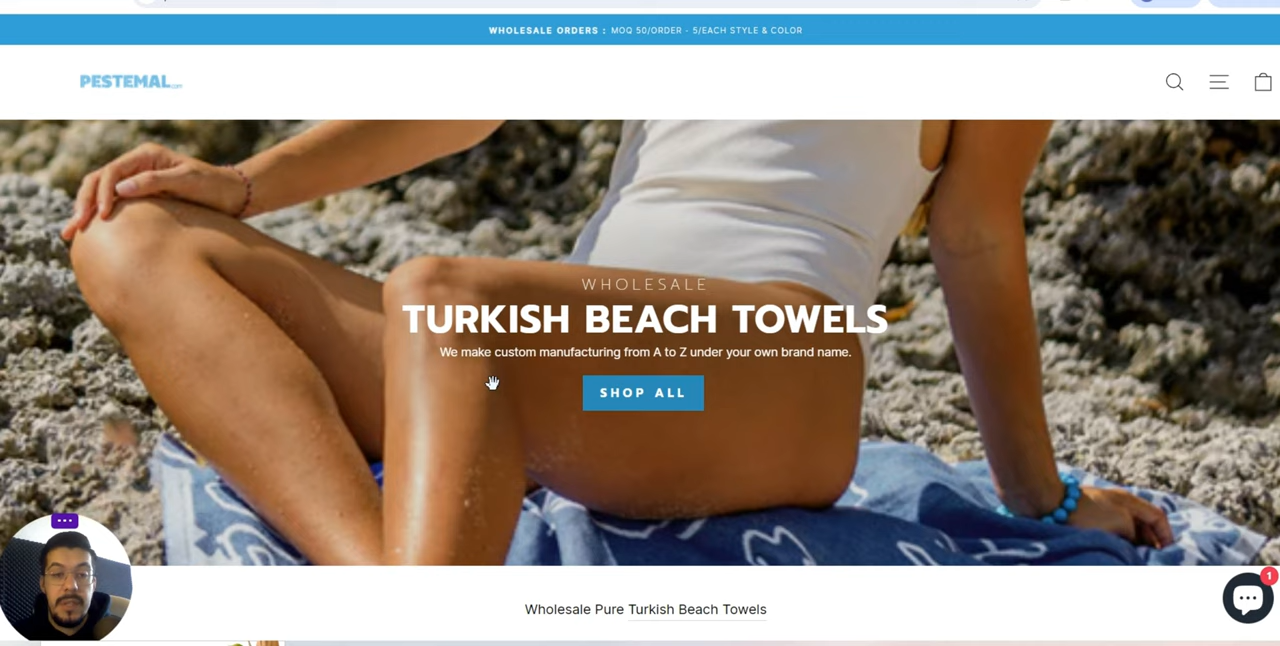 WHOLESALE ORDERS : MOQ 50/ORDER - 5/EACH STYLE & COLOR
PESTEMAL.com
WHOLESALE
TURKISH BEACH TOWELS
We make custom manufacturing from A to Z under your own brand name.
SHOP ALL
1
Wholesale Pure Turkish Beach Towels